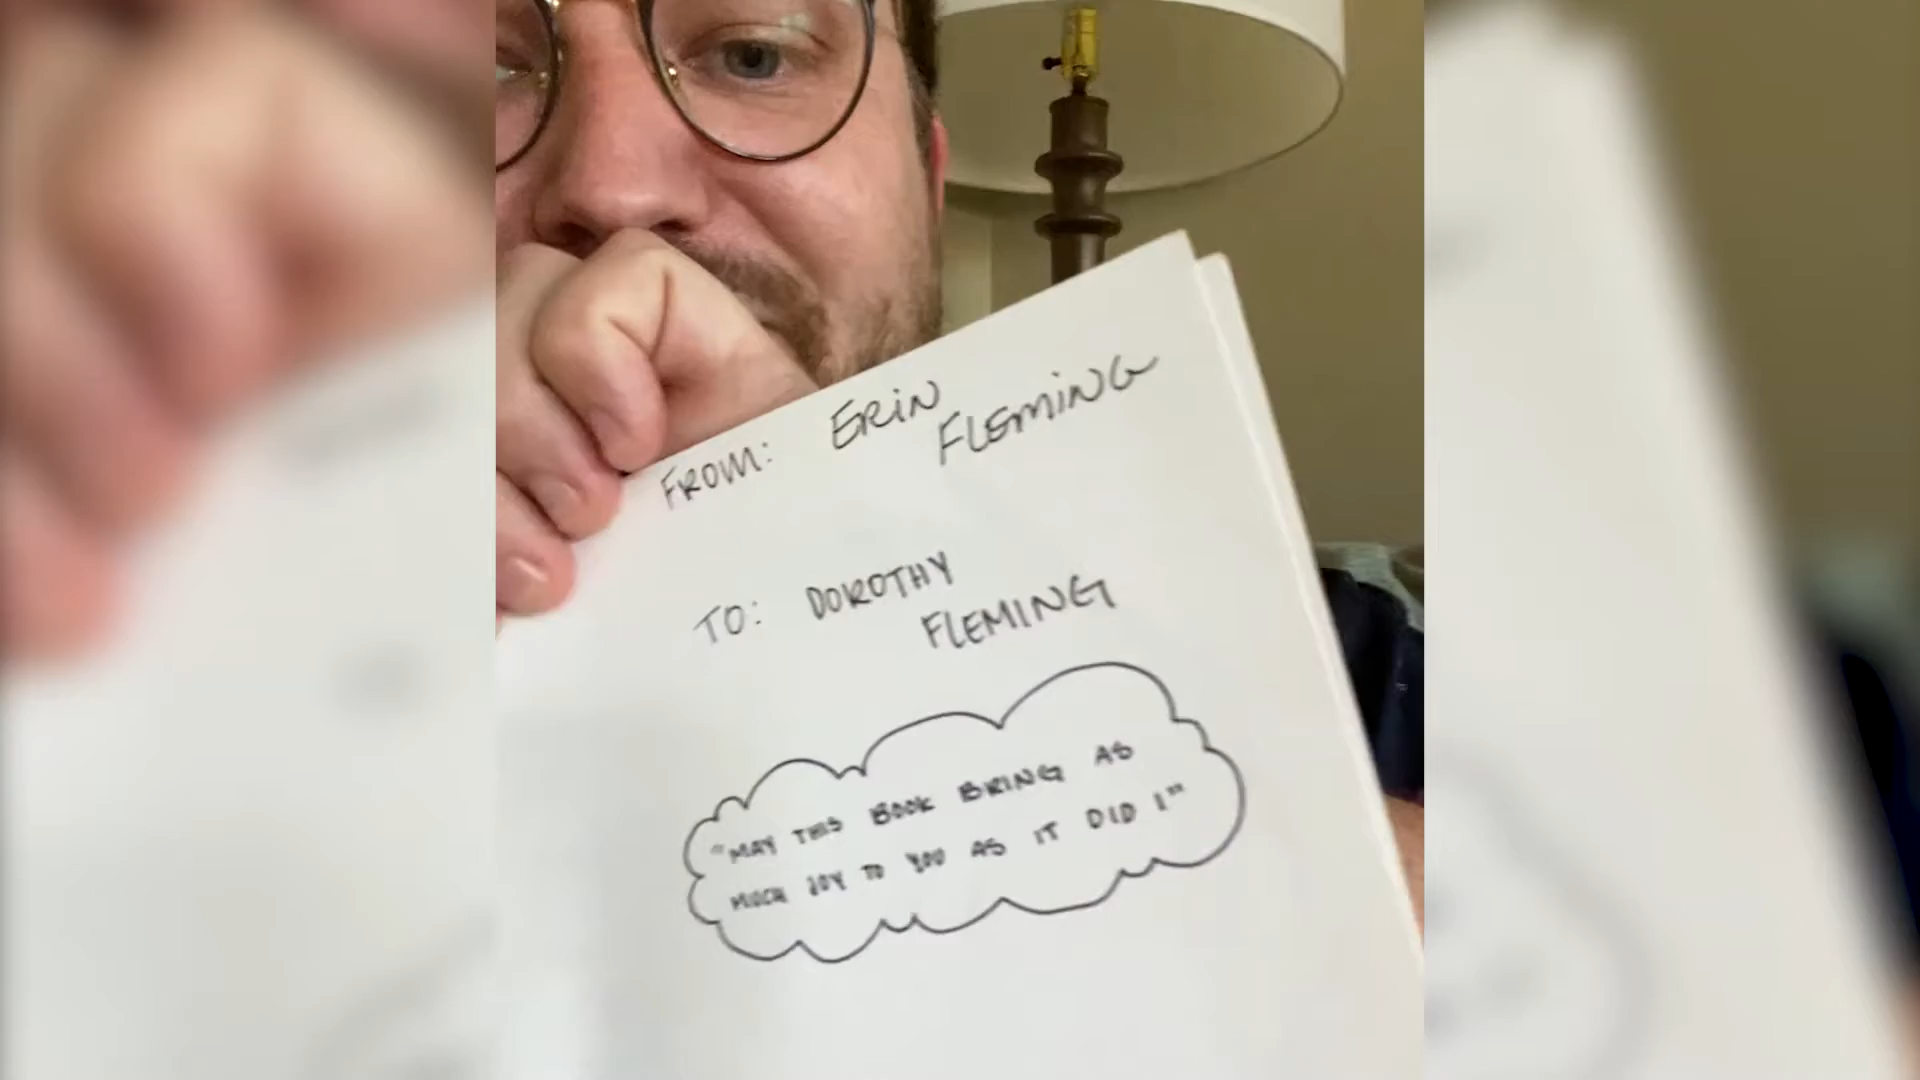 FROM: ERIN
FLEMING
TO: DOROTHY
FLEMING
"MAY THIS BOOK BRING AS
MUCH JOY TO YOU AS IT DID I"